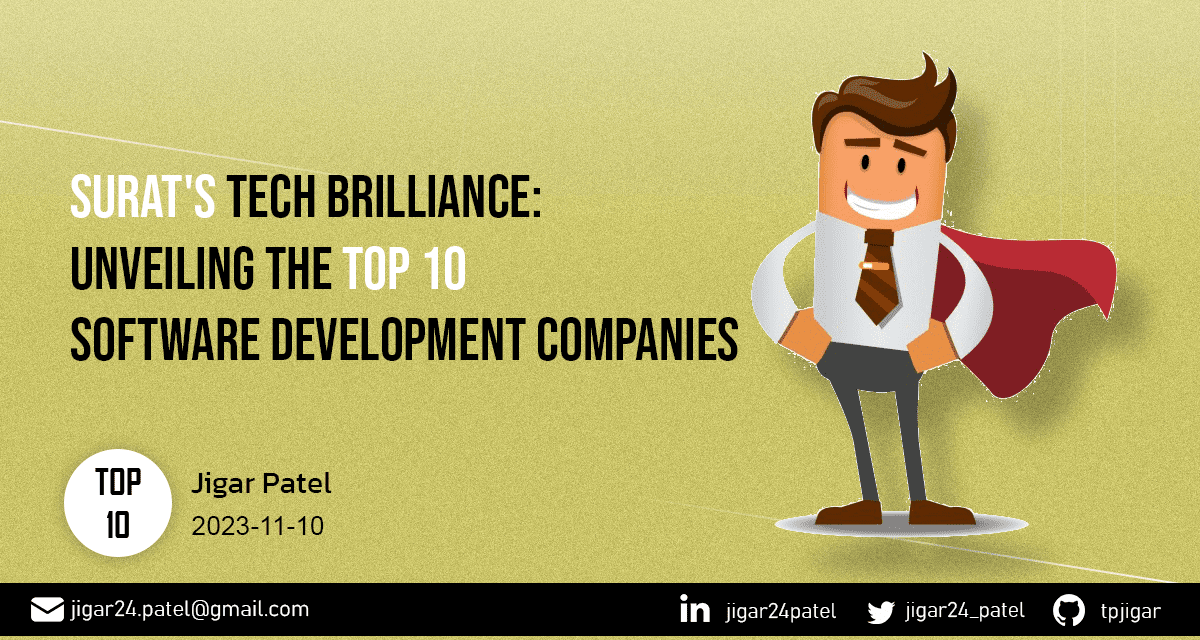 SURAT'S TECH BRILLIANCE:
UNVEILING THE TOP 10
SOFTWARE DEVELOPMENT COMPANIES
TOP
10
Jigar Patel
2023-11-10
jigar24.patel@gmail.com
jigar24patel
jigar24_patel
tpjigar